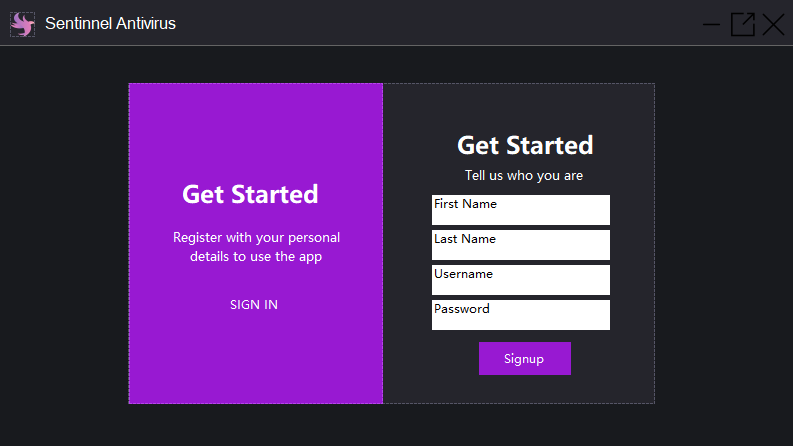 Sentinnel Antivirus
Get Started
Register with your personal
details to use the app
SIGN IN
Get Started
Tell us who you are
First Name
Last Name
Username
Password
Signup